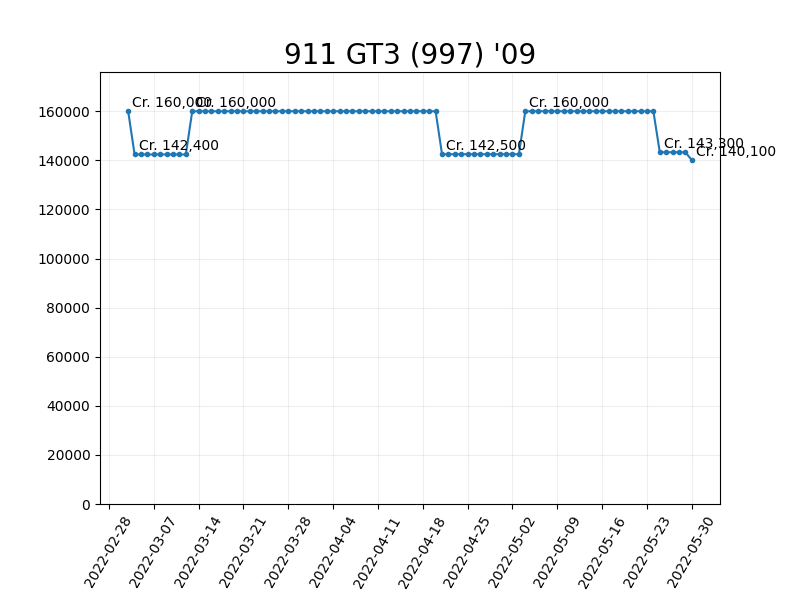 911 GT3 (997) '09
Cr. 160,000
Cr. 160,000
Cr. 160,000
Cr. 142,400
Cr. 142,500
Cr. 143,300
Cr. 140,100
160000
140000
120000
100000
80000
60000
40000
20000
0
2022-02-28
2022-03-07
2022-03-14
2022-03-21
2022-03-28
2022-04-04
2022-04-11
2022-04-18
2022-04-25
2022-05-02
2022-05-09
2022-05-16
2022-05-23
2022-05-30